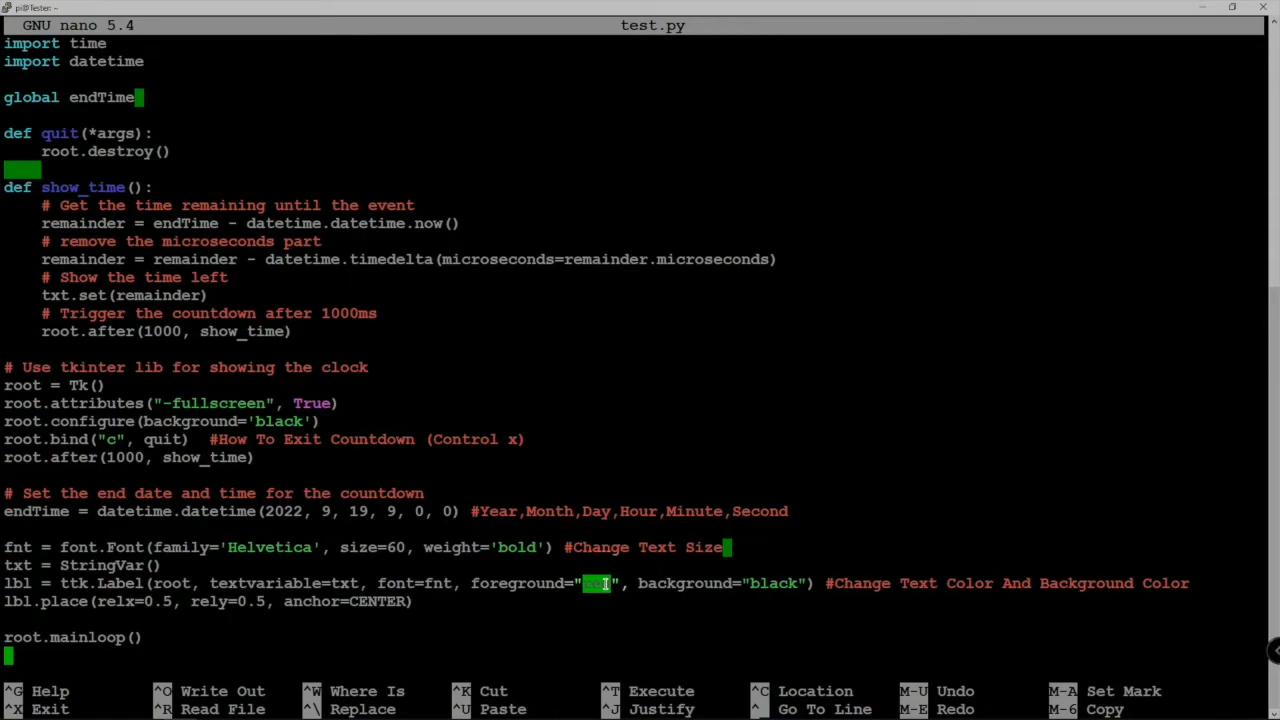 pi@Tester: ~
GNU nano 5.4 test.py
import time
import datetime
global endTime
def quit(*args):
root.destroy()
def show_time():
# Get the time remaining until the event
remainder = endTime - datetime.datetime.now()
# remove the microseconds part
remainder = remainder - datetime.timedelta(microseconds=remainder.microseconds)
# Show the time left
txt.set(remainder)
# Trigger the countdown after 1000ms
root.after(1000, show_time)
# Use tkinter lib for showing the clock
root = Tk()
root.attributes("-fullscreen", True)
root.configure(background='black')
root.bind("c", quit) #How To Exit Countdown (Control x)
root.after(1000, show_time)
# Set the end date and time for the countdown
endTime = datetime.datetime(2022, 9, 19, 9, 0, 0) #Year,Month,Day,Hour,Minute,Second
fnt = font.Font(family='Helvetica', size=60, weight='bold') #Change Text Size
txt = StringVar()
lbl = ttk.Label(root, textvariable=txt, font=fnt, foreground="", background="black") #Change Text Color And Background Color
lbl.place(relx=0.5, rely=0.5, anchor=CENTER)
root.mainloop()
^G Help ^O Write Out ^W Where Is ^K Cut ^T Execute ^C Location M-U Undo M-A Set Mark
^X Exit ^R Read File ^\ Replace ^U Paste ^J Justify ^_ Go To Line M-E Redo M-6 Copy